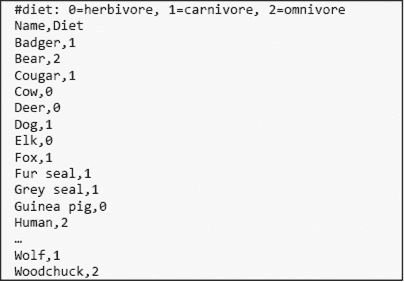 #diet: 0=herbivore, 1=carnivore, 2=omnivore
Name,Diet
Badger,1
Bear,2
Cougar,1
Cow,0
Deer,0
Dog,1
Elk,0
Fox,1
Fur seal,1
Grey seal,1
Guinea pig,0
Human,2
…
Wolf,1
Woodchuck,2